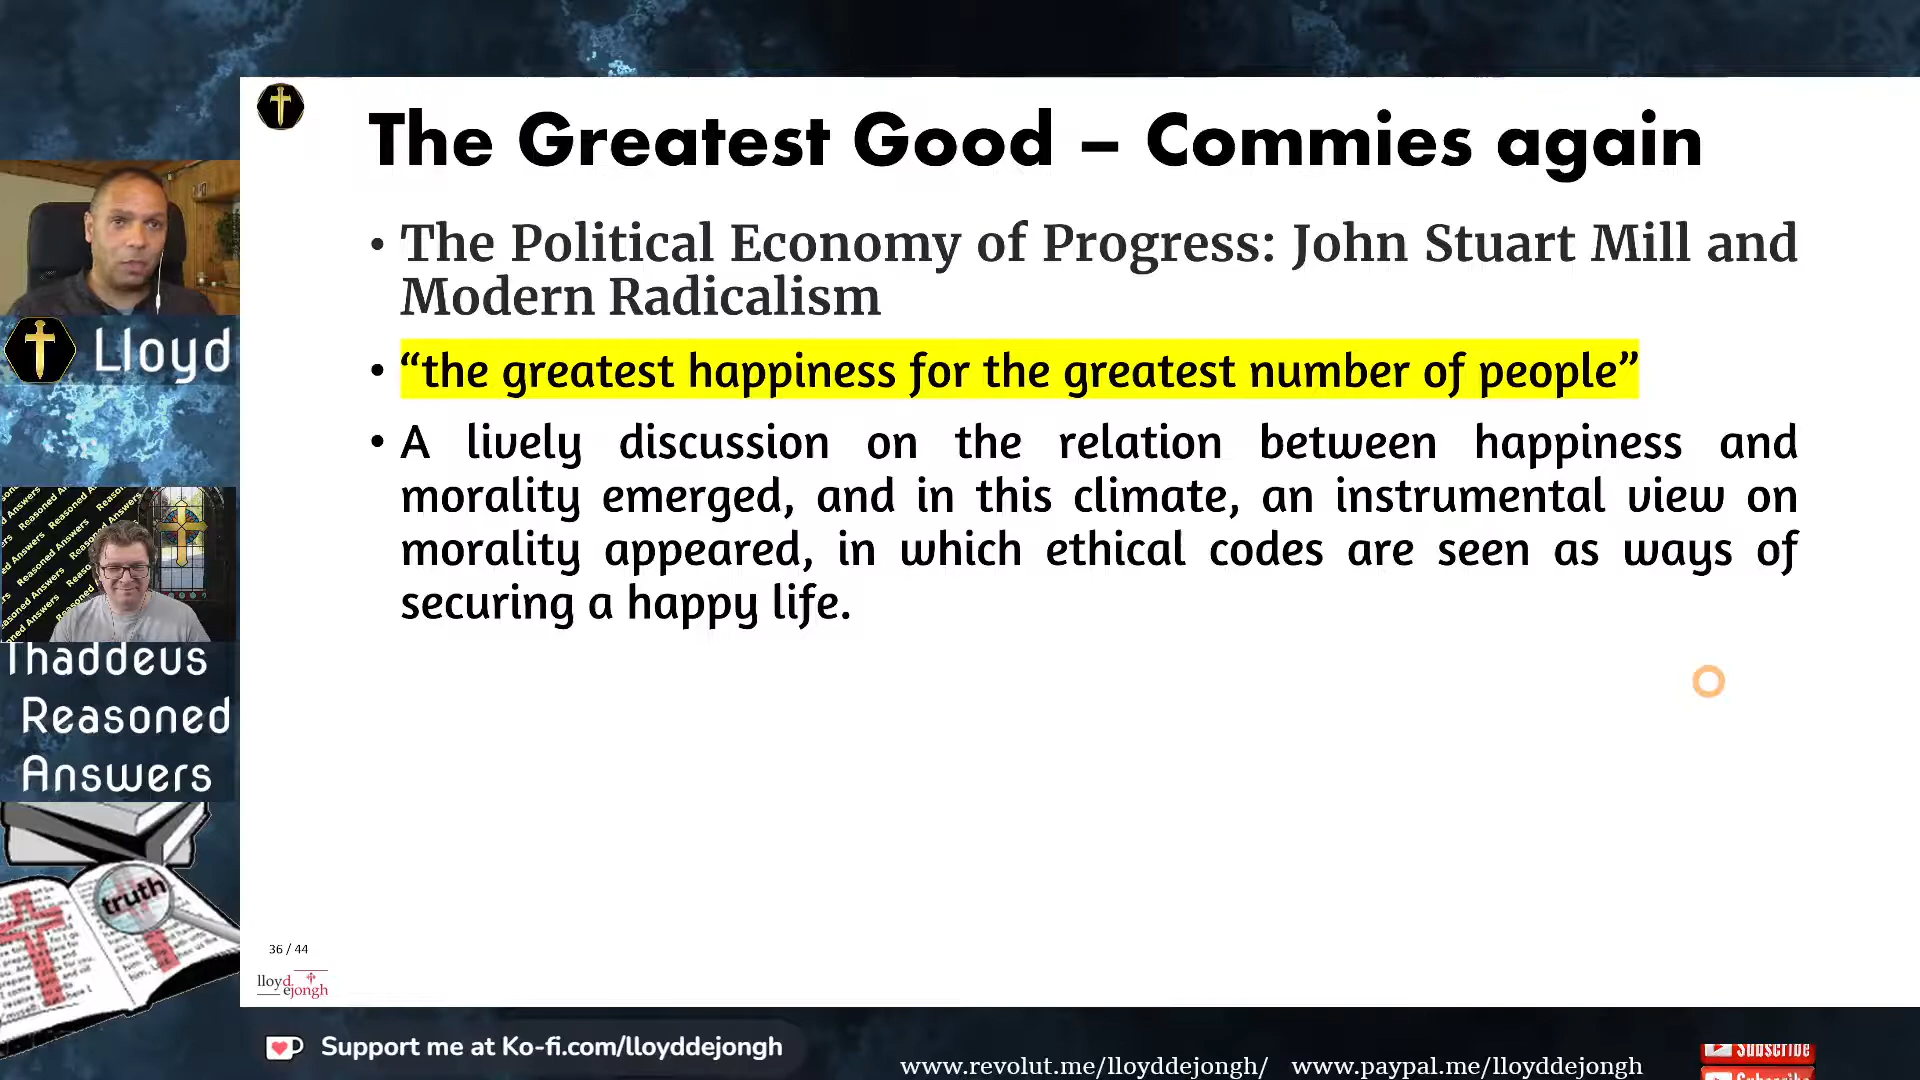 The Greatest Good – Commies again
• The Political Economy of Progress: John Stuart Mill and
Modern Radicalism
• “the greatest happiness for the greatest number of people”
• A lively discussion on the relation between happiness and
morality emerged, and in this climate, an instrumental view on
morality appeared, in which ethical codes are seen as ways of
securing a happy life.
36 / 44
lloyd
ejongh
Lloyd
Reasoned Answers
Thaddeus
Reasoned
Answers
truth
Support me at Ko-fi.com/lloyddejongh
www.revolut.me/lloyddejongh/ www.paypal.me/lloyddejongh
Subscribe
Subscribe